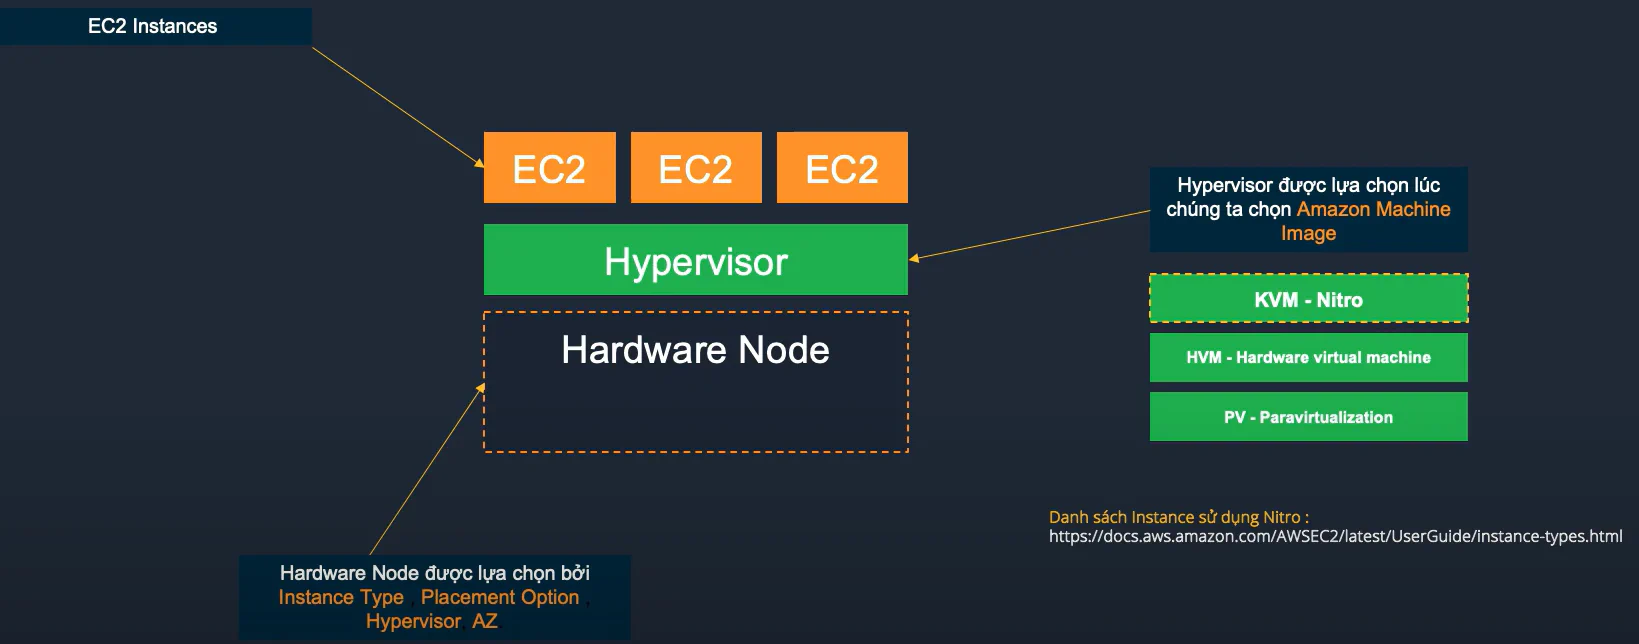 EC2 Instances
EC2 EC2 EC2
Hypervisor
Hardware Node
Hypervisor được lựa chọn lúc
chúng ta chọn Amazon Machine
Image
KVM - Nitro
HVM - Hardware virtual machine
PV - Paravirtualization
Danh sách Instance sử dụng Nitro :
https://docs.aws.amazon.com/AWSEC2/latest/UserGuide/instance-types.html
Hardware Node được lựa chọn bởi
Instance Type , Placement Option ,
Hypervisor, AZ